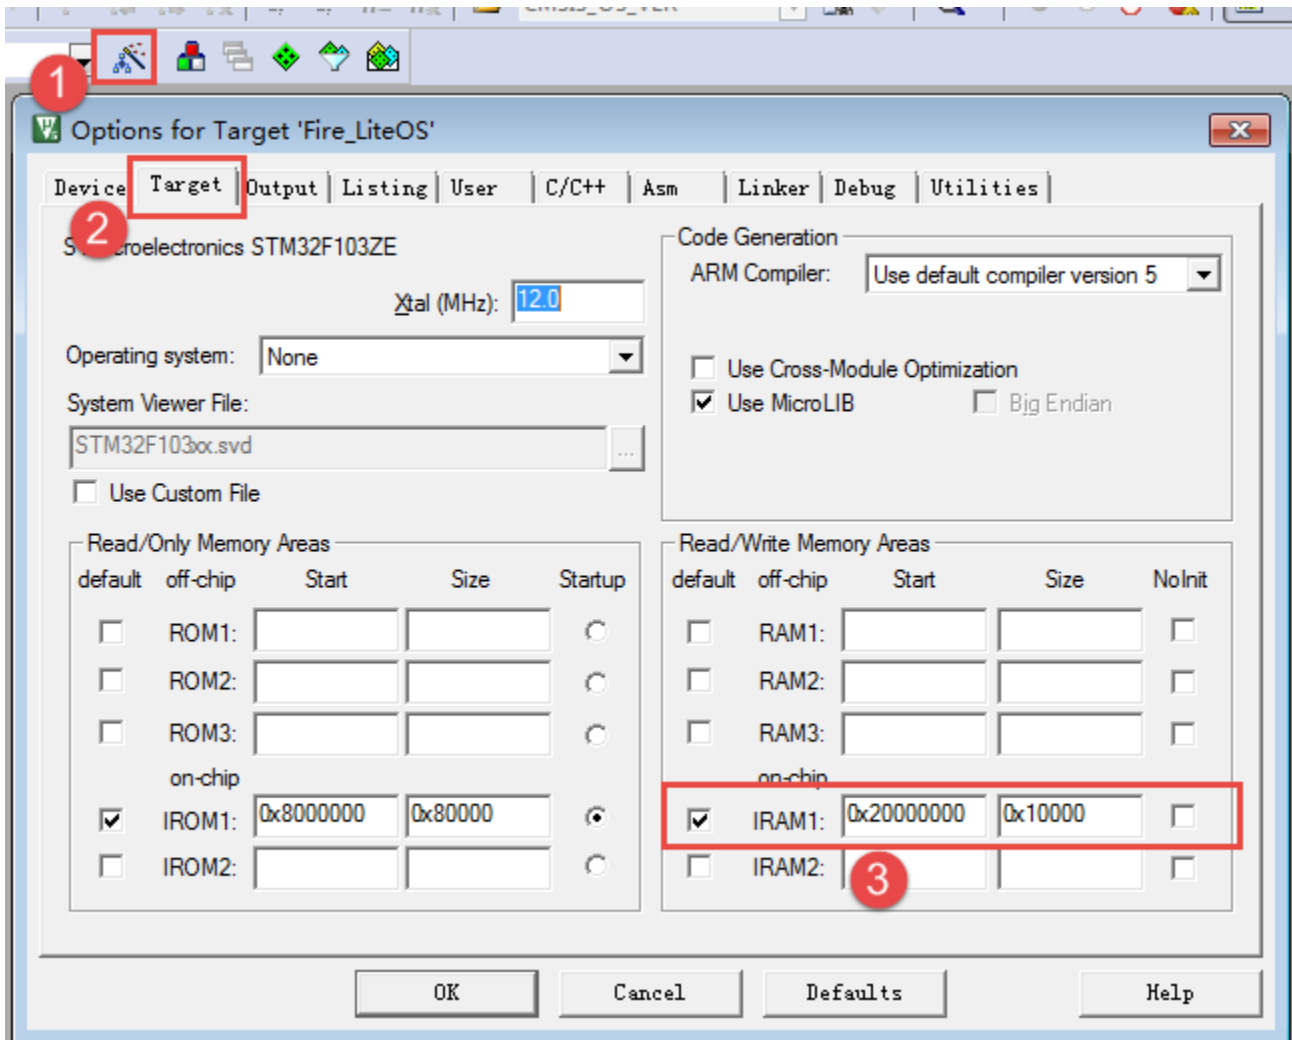 CMSIS_OS_VER
1
Options for Target 'Fire_LiteOS'
Device Target Output Listing User C/C++ Asm Linker Debug Utilities
2
STM32F103ZE
Code Generation
ARM Compiler: Use default compiler version 5
Xtal (MHz): 12.0
Operating system: None
Use Cross-Module Optimization
System Viewer File:
Use MicroLIB Big Endian
STM32F103xx.svd ...
Use Custom File
Read/Only Memory Areas
default off-chip Start Size Startup
ROM1:
ROM2:
ROM3:
on-chip
IROM1: 0x8000000 0x80000
IROM2:
Read/Write Memory Areas
default off-chip Start Size NoInit
RAM1:
RAM2:
RAM3:
on-chip
IRAM1: 0x20000000 0x10000
IRAM2:
3
OK Cancel Defaults Help